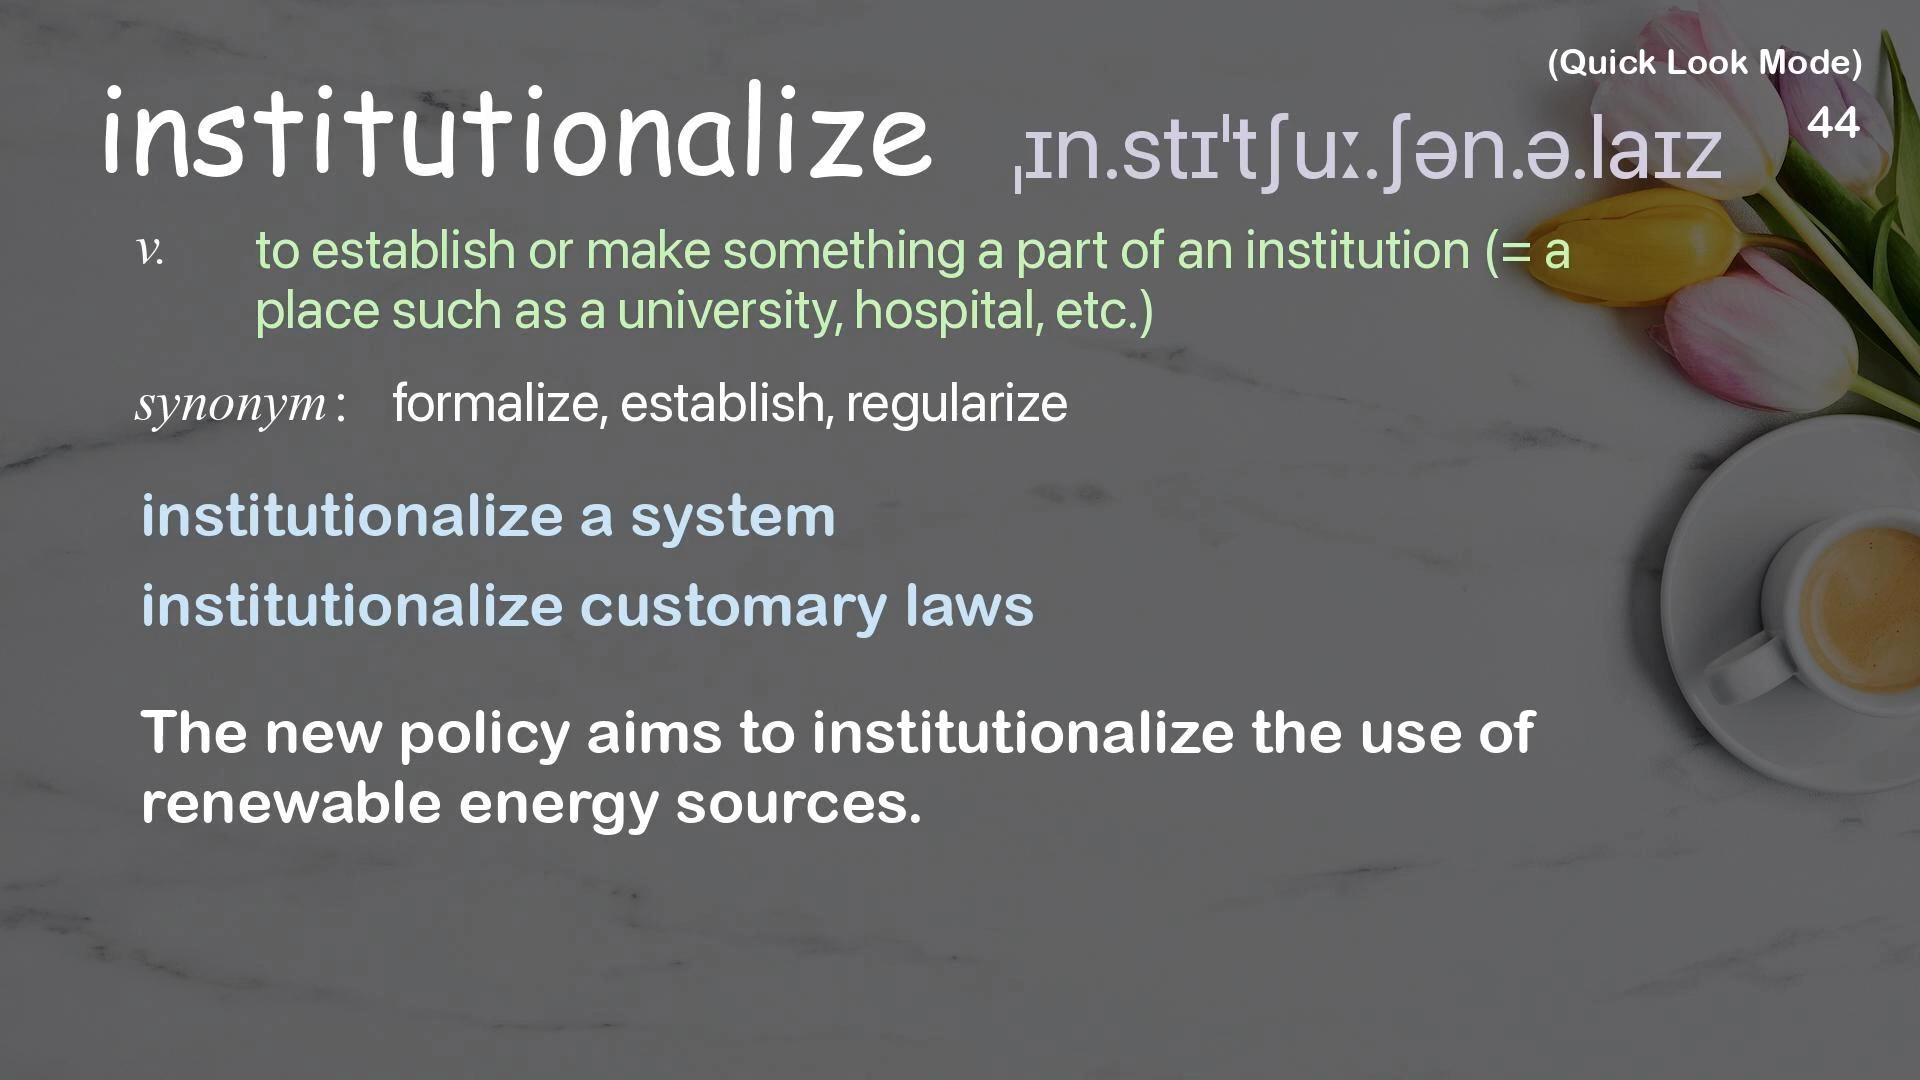 (Quick Look Mode)
institutionalize ˌɪn.stɪˈtʃuː.ʃən.ə.laɪz 44
v. to establish or make something a part of an institution (= a
place such as a university, hospital, etc.)
synonym: formalize, establish, regularize
institutionalize a system
institutionalize customary laws
The new policy aims to institutionalize the use of
renewable energy sources.